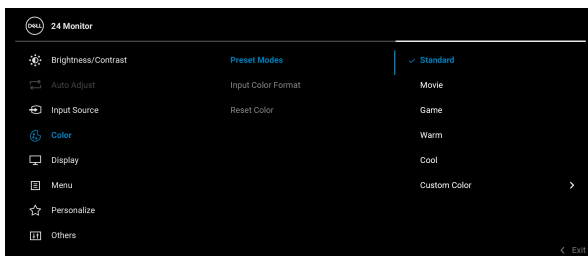 DELL 24 Monitor
Brightness/Contrast
Auto Adjust
Input Source
Color
Display
Menu
Personalize
Others
Preset Modes
Input Color Format
Reset Color
Standard
Movie
Game
Warm
Cool
Custom Color
Exit